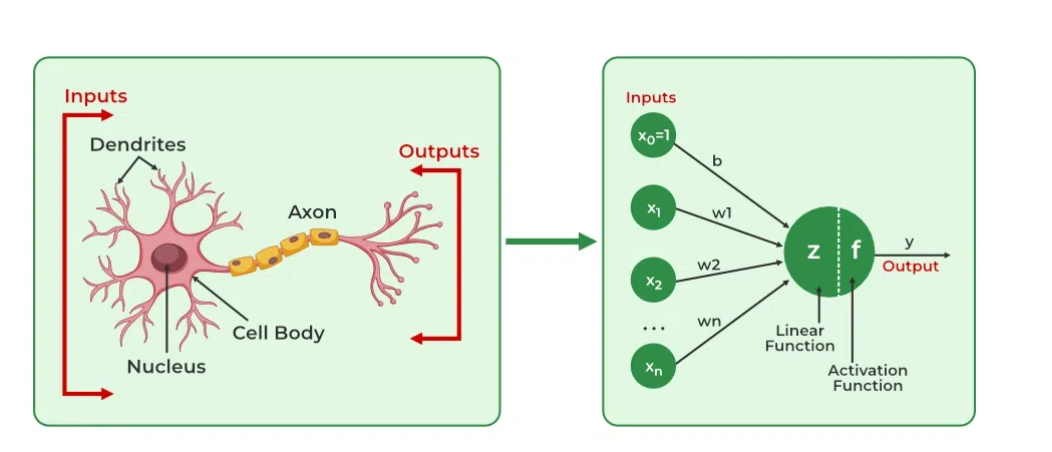 Inputs
Dendrites
Outputs
Axon
Cell Body
Nucleus
Inputs
x₀=1
b
x₁
w1
x₂
w2
...
wn
xₙ
z
f
y
Output
Linear
Function
Activation
Function